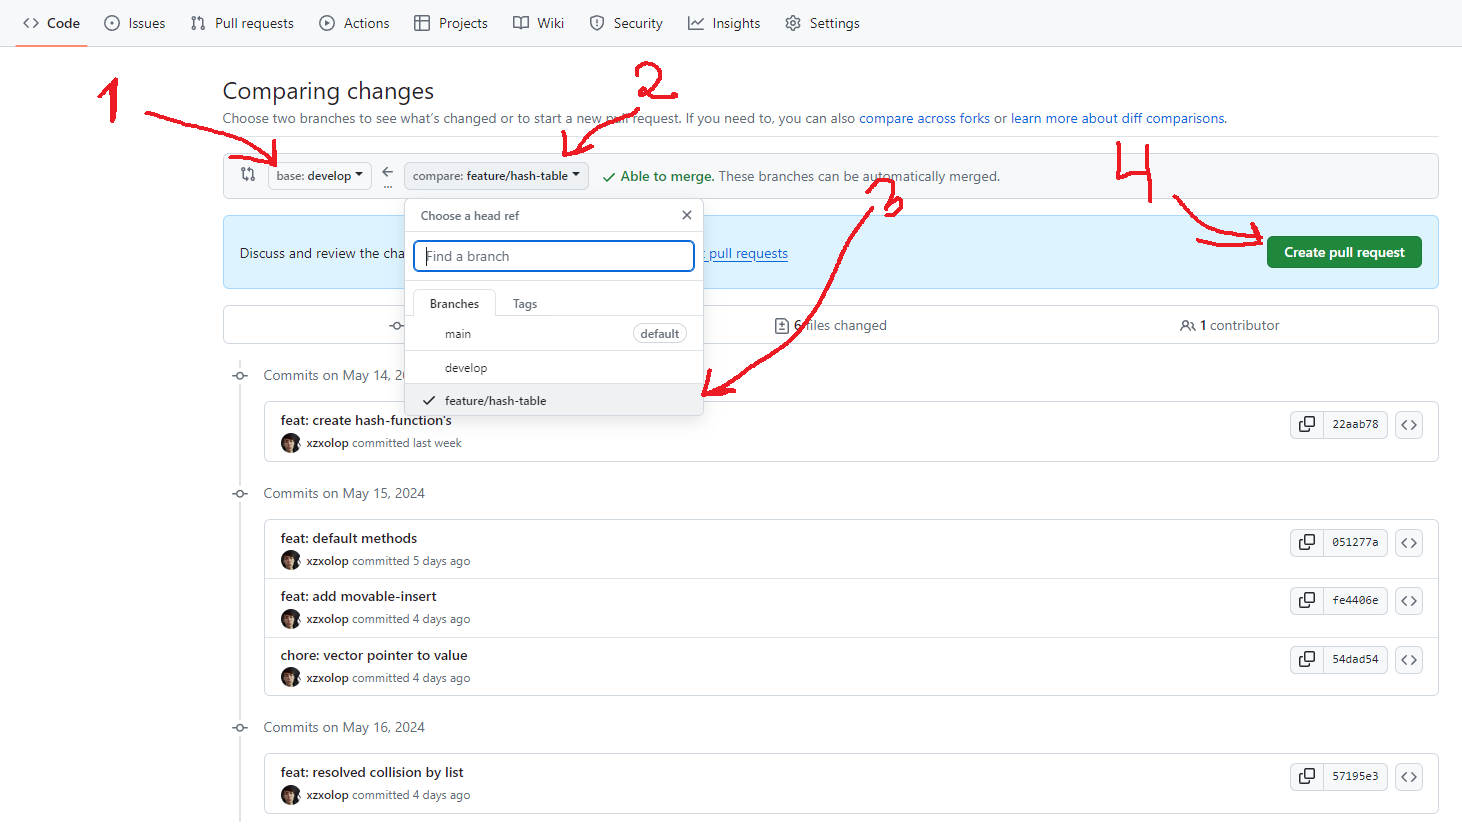 Code Issues Pull requests Actions Projects Wiki Security Insights Settings
1
2
Comparing changes
Choose two branches to see what's changed or to start a new pull request. If you need to, you can also compare across forks or learn more about diff comparisons.
base: develop ← compare: feature/hash-table Able to merge. These branches can be automatically merged.
4
3
Choose a head ref
Discuss and review the cha
pull requests
Create pull request
Find a branch
Branches Tags
main default
develop
feature/hash-table
6 files changed
1 contributor
Commits on May 14, 20
feat: create hash-function's
22aab78
xzxolop committed last week
Commits on May 15, 2024
feat: default methods
051277a
xzxolop committed 5 days ago
feat: add movable-insert
fe4406e
xzxolop committed 4 days ago
chore: vector pointer to value
54dad54
xzxolop committed 4 days ago
Commits on May 16, 2024
feat: resolved collision by list
57195e3
xzxolop committed 4 days ago